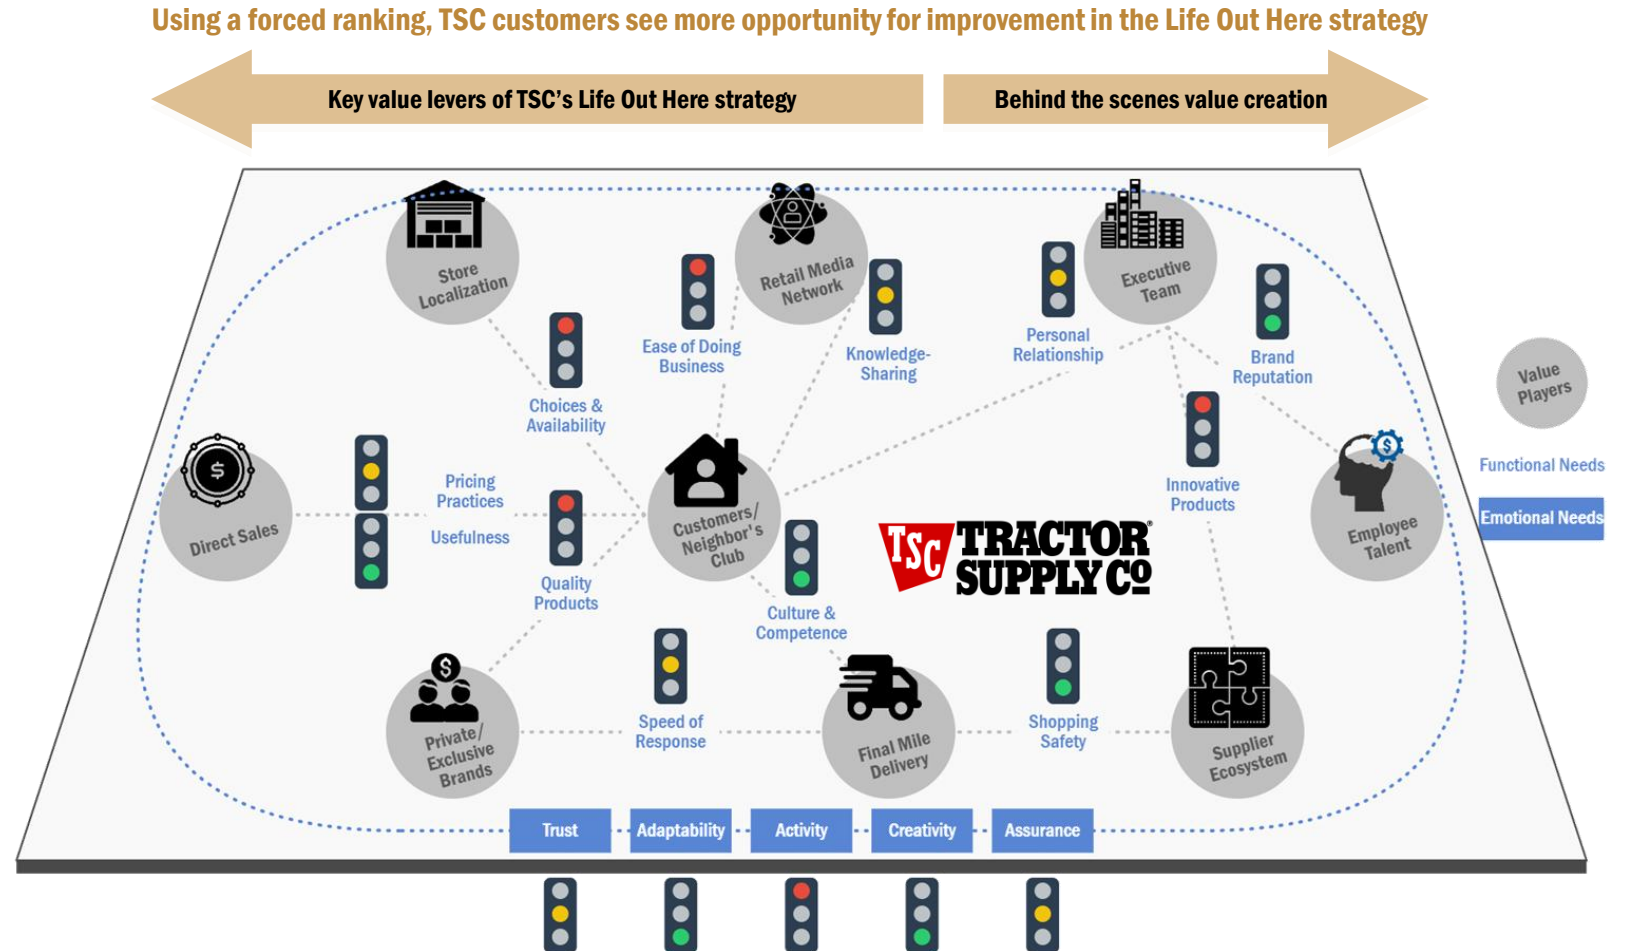 Using a forced ranking, TSC customers see more opportunity for improvement in the Life Out Here strategy
Key value levers of TSC's Life Out Here strategy
Behind the scenes value creation
Store
Localization
Retail Media
Network
Executive
Team
Ease of Doing
Business
Knowledge-
Sharing
Personal
Relationship
Brand
Reputation
Value
Players
Choices &
Availability
Functional Needs
Emotional Needs
Pricing
Practices
Usefulness
Direct Sales
Quality
Products
Customers/
Neighbor's
Club
Innovative
Products
Employee
Talent
TSC
TRACTOR
SUPPLY CO
Culture &
Competence
Private/
Exclusive
Brands
Speed of
Response
Final Mile
Delivery
Shopping
Safety
Supplier
Ecosystem
Trust
Adaptability
Activity
Creativity
Assurance